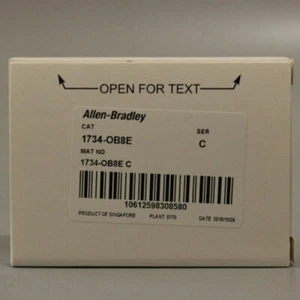 OPEN FOR TEXT
Allen-Bradley
CAT SER
1734-OB8E C
MAT NO
1734-OB8E C
10612598308580
PRODUCT OF SINGAPORE PLANT 5170 DATE 2016/10/26